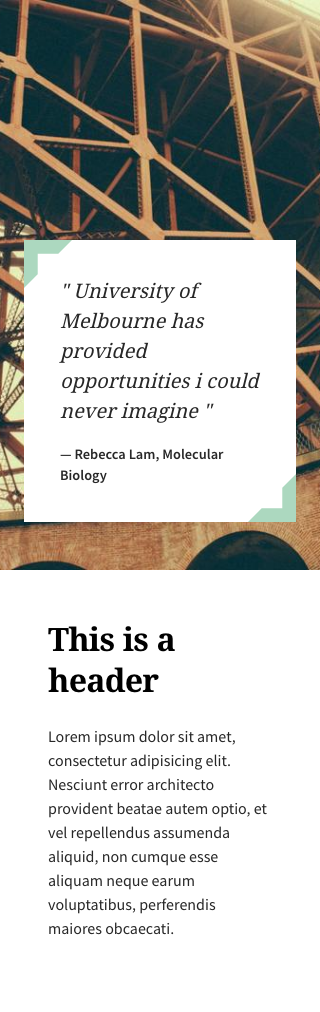 " University of
Melbourne has
provided
opportunities i could
never imagine "
— Rebecca Lam, Molecular
Biology
This is a
header
Lorem ipsum dolor sit amet,
consectetur adipisicing elit.
Nesciunt error architecto
provident beatae autem optio, et
vel repellendus assumenda
aliquid, non cumque esse
aliquam neque earum
voluptatibus, perferendis
maiores obcaecati.